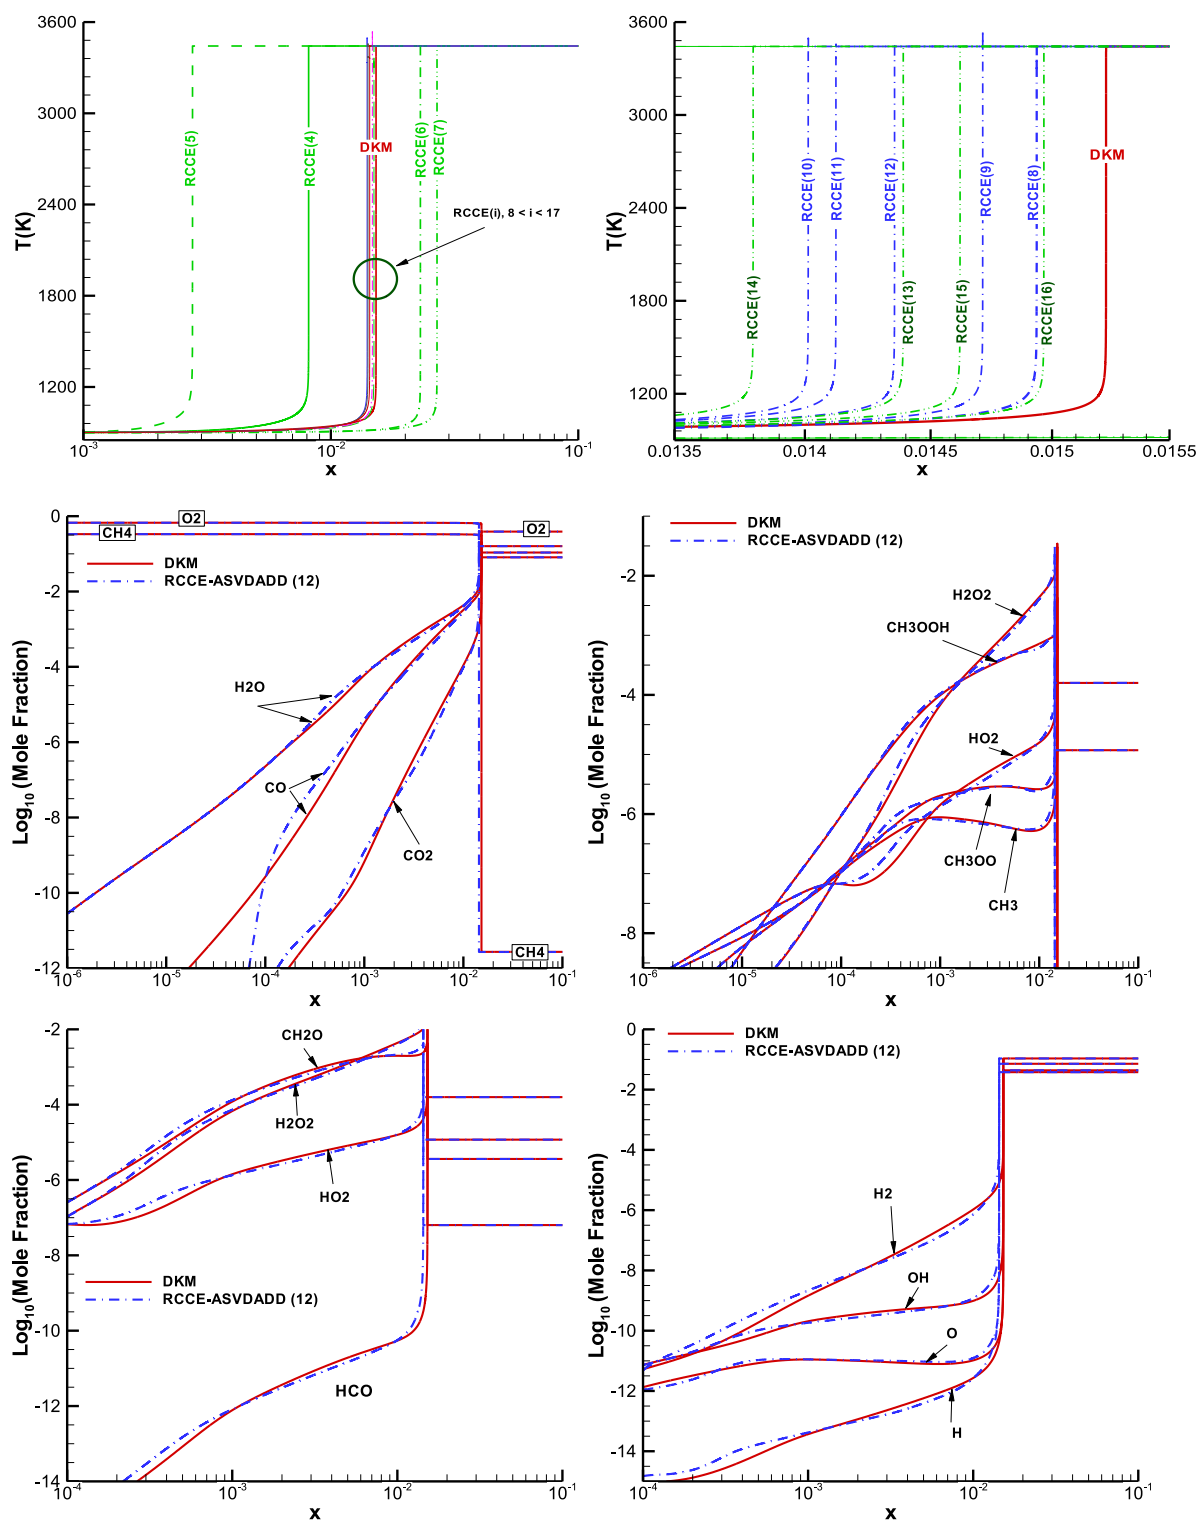 3600
3000
2400
1800
1200
T(K)
RCCE(5)
RCCE(4)
DKM
RCCE(6)
RCCE(7)
RCCE(i), 8 < i < 17
10-3
10-2
10-1
x
3600
3000
2400
1800
1200
T(K)
RCCE(14)
RCCE(10)
RCCE(11)
RCCE(12)
RCCE(13)
RCCE(15)
RCCE(9)
RCCE(8)
RCCE(16)
DKM
0.0135
0.014
0.0145
0.015
0.0155
x
0
-2
-4
-6
-8
-10
-12
Log10 (Mole Fraction)
O2
CH4
O2
DKM
RCCE-ASVDADD (12)
H2O
CO
CO2
CH4
10-6
10-5
10-4
10-3
10-2
10-1
x
-2
-4
-6
-8
Log10 (Mole Fraction)
DKM
RCCE-ASVDADD (12)
H2O2
CH3OOH
HO2
CH3OO
CH3
10-6
10-5
10-4
10-3
10-2
10-1
x
-2
-4
-6
-8
-10
-12
-14
Log10(Mole Fraction)
CH2O
H2O2
HO2
DKM
RCCE-ASVDADD (12)
HCO
10-4
10-3
10-2
10-1
x
0
-2
-4
-6
-8
-10
-12
-14
Log10(Mole Fraction)
DKM
RCCE-ASVDADD (12)
H2
OH
O
H
10-4
10-3
10-2
10-1
x